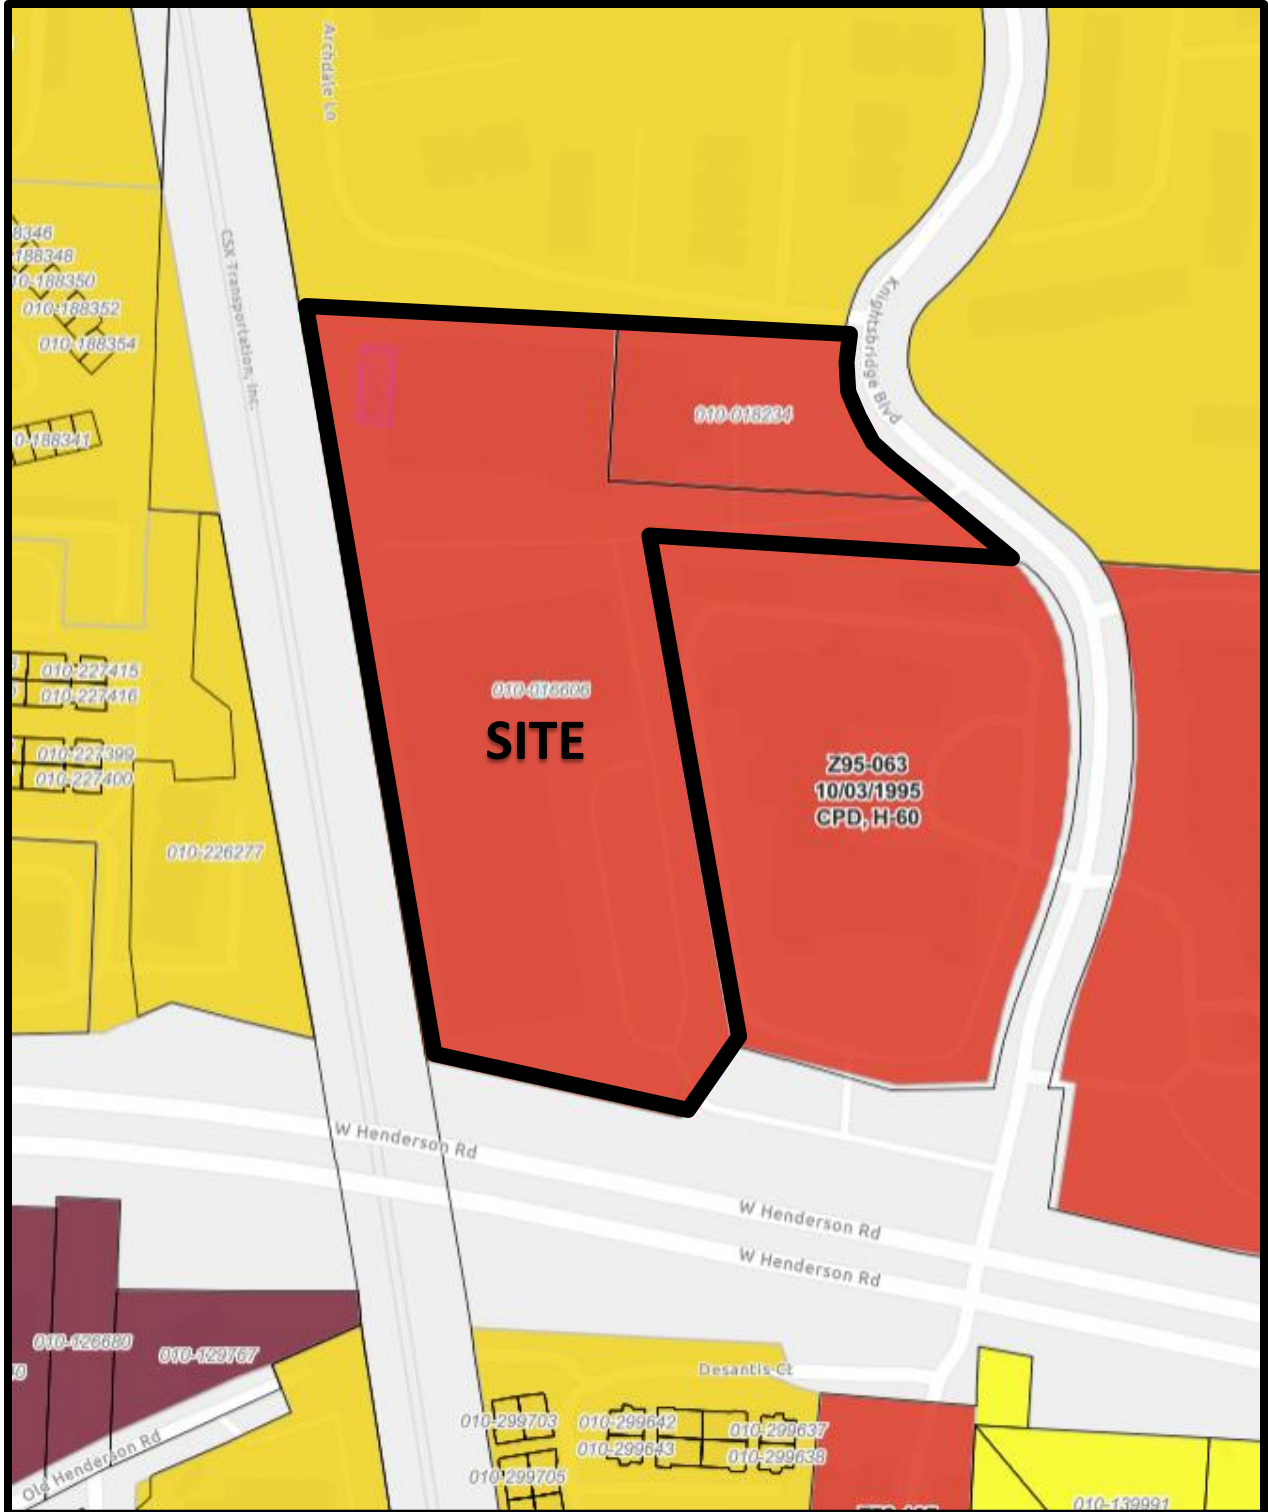 Archdale Ln
8346
188348
10-188350
010-188352
010-188354
CSX Transportation, Inc.
Knightsbridge Blvd
010-018234
0-188341
010-227415
010-227416
010-227399
010-227400
SITE
Z95-063
10/03/1995
CPD, H-60
010-226277
W Henderson Rd
W Henderson Rd
W Henderson Rd
010-129767
Desantis Ct
010-299703
010-299642
010-299637
010-299643
010-299638
Old Henderson Rd
010-299705
010-139991